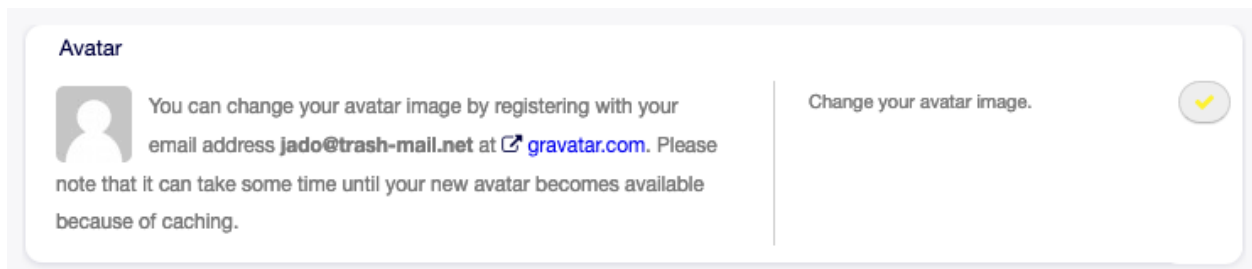 Avatar
You can change your avatar image by registering with your
email address jado@trash-mail.net at gravatar.com. Please
note that it can take some time until your new avatar becomes available
because of caching.
Change your avatar image.